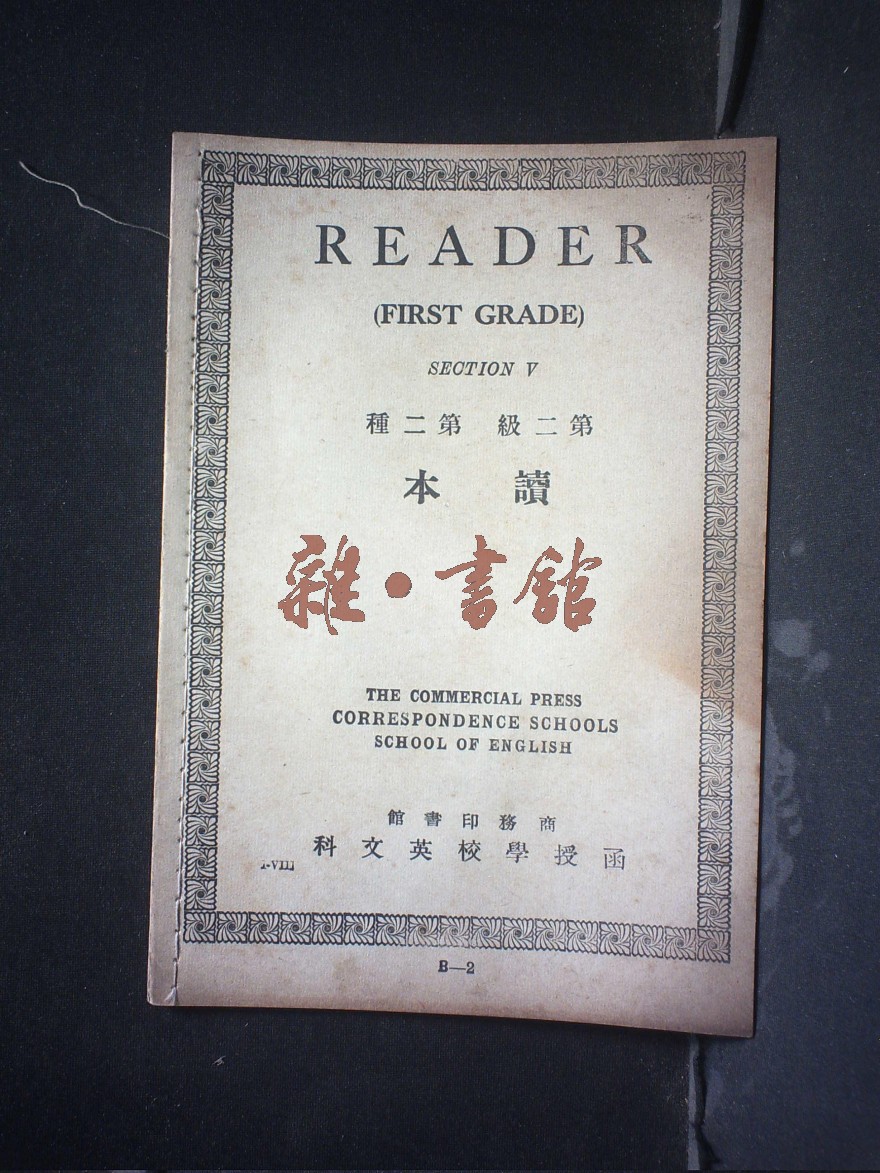 READER
(FIRST GRADE)
SECTION V
第二級 第二種
讀本
雜·書館
THE COMMERCIAL PRESS
CORRESPONDENCE SCHOOLS
SCHOOL OF ENGLISH
商務印書館
函授學校英文科
B—2